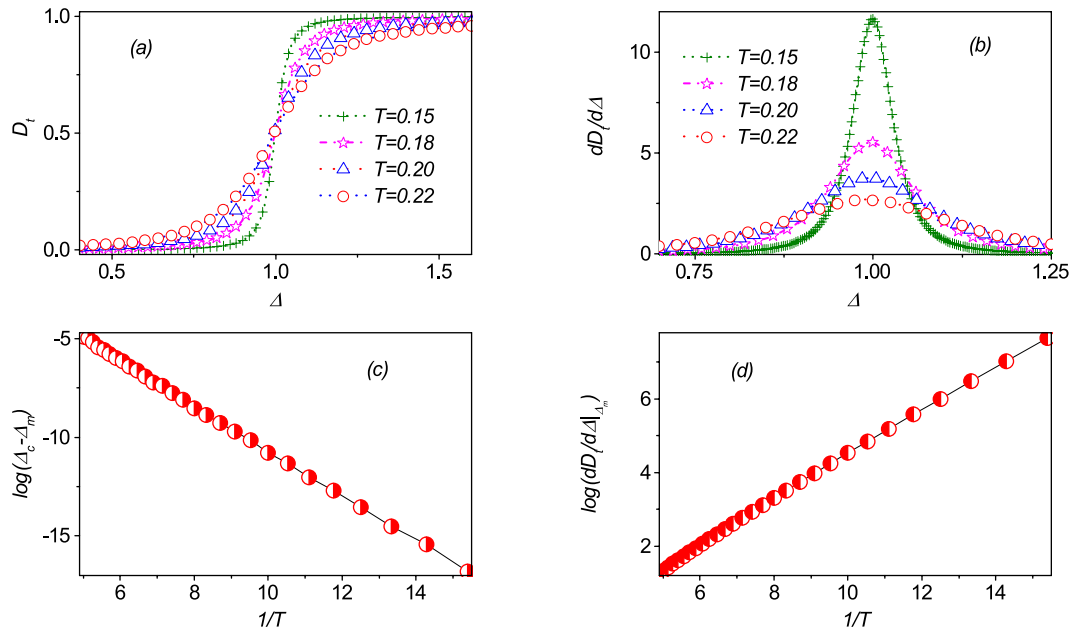 (a)
D_t
1.0
0.5
0.0
T=0.15
T=0.18
T=0.20
T=0.22
0.5
1.0
1.5
Δ
(b)
dD_t/dΔ
10
5
0
T=0.15
T=0.18
T=0.20
T=0.22
0.75
1.00
1.25
Δ
(c)
log(Δ_c-Δ_m)
-5
-10
-15
6
8
10
12
14
1/T
(d)
log(dD_t/dΔ|_Δ_m)
6
4
2
6
8
10
12
14
1/T